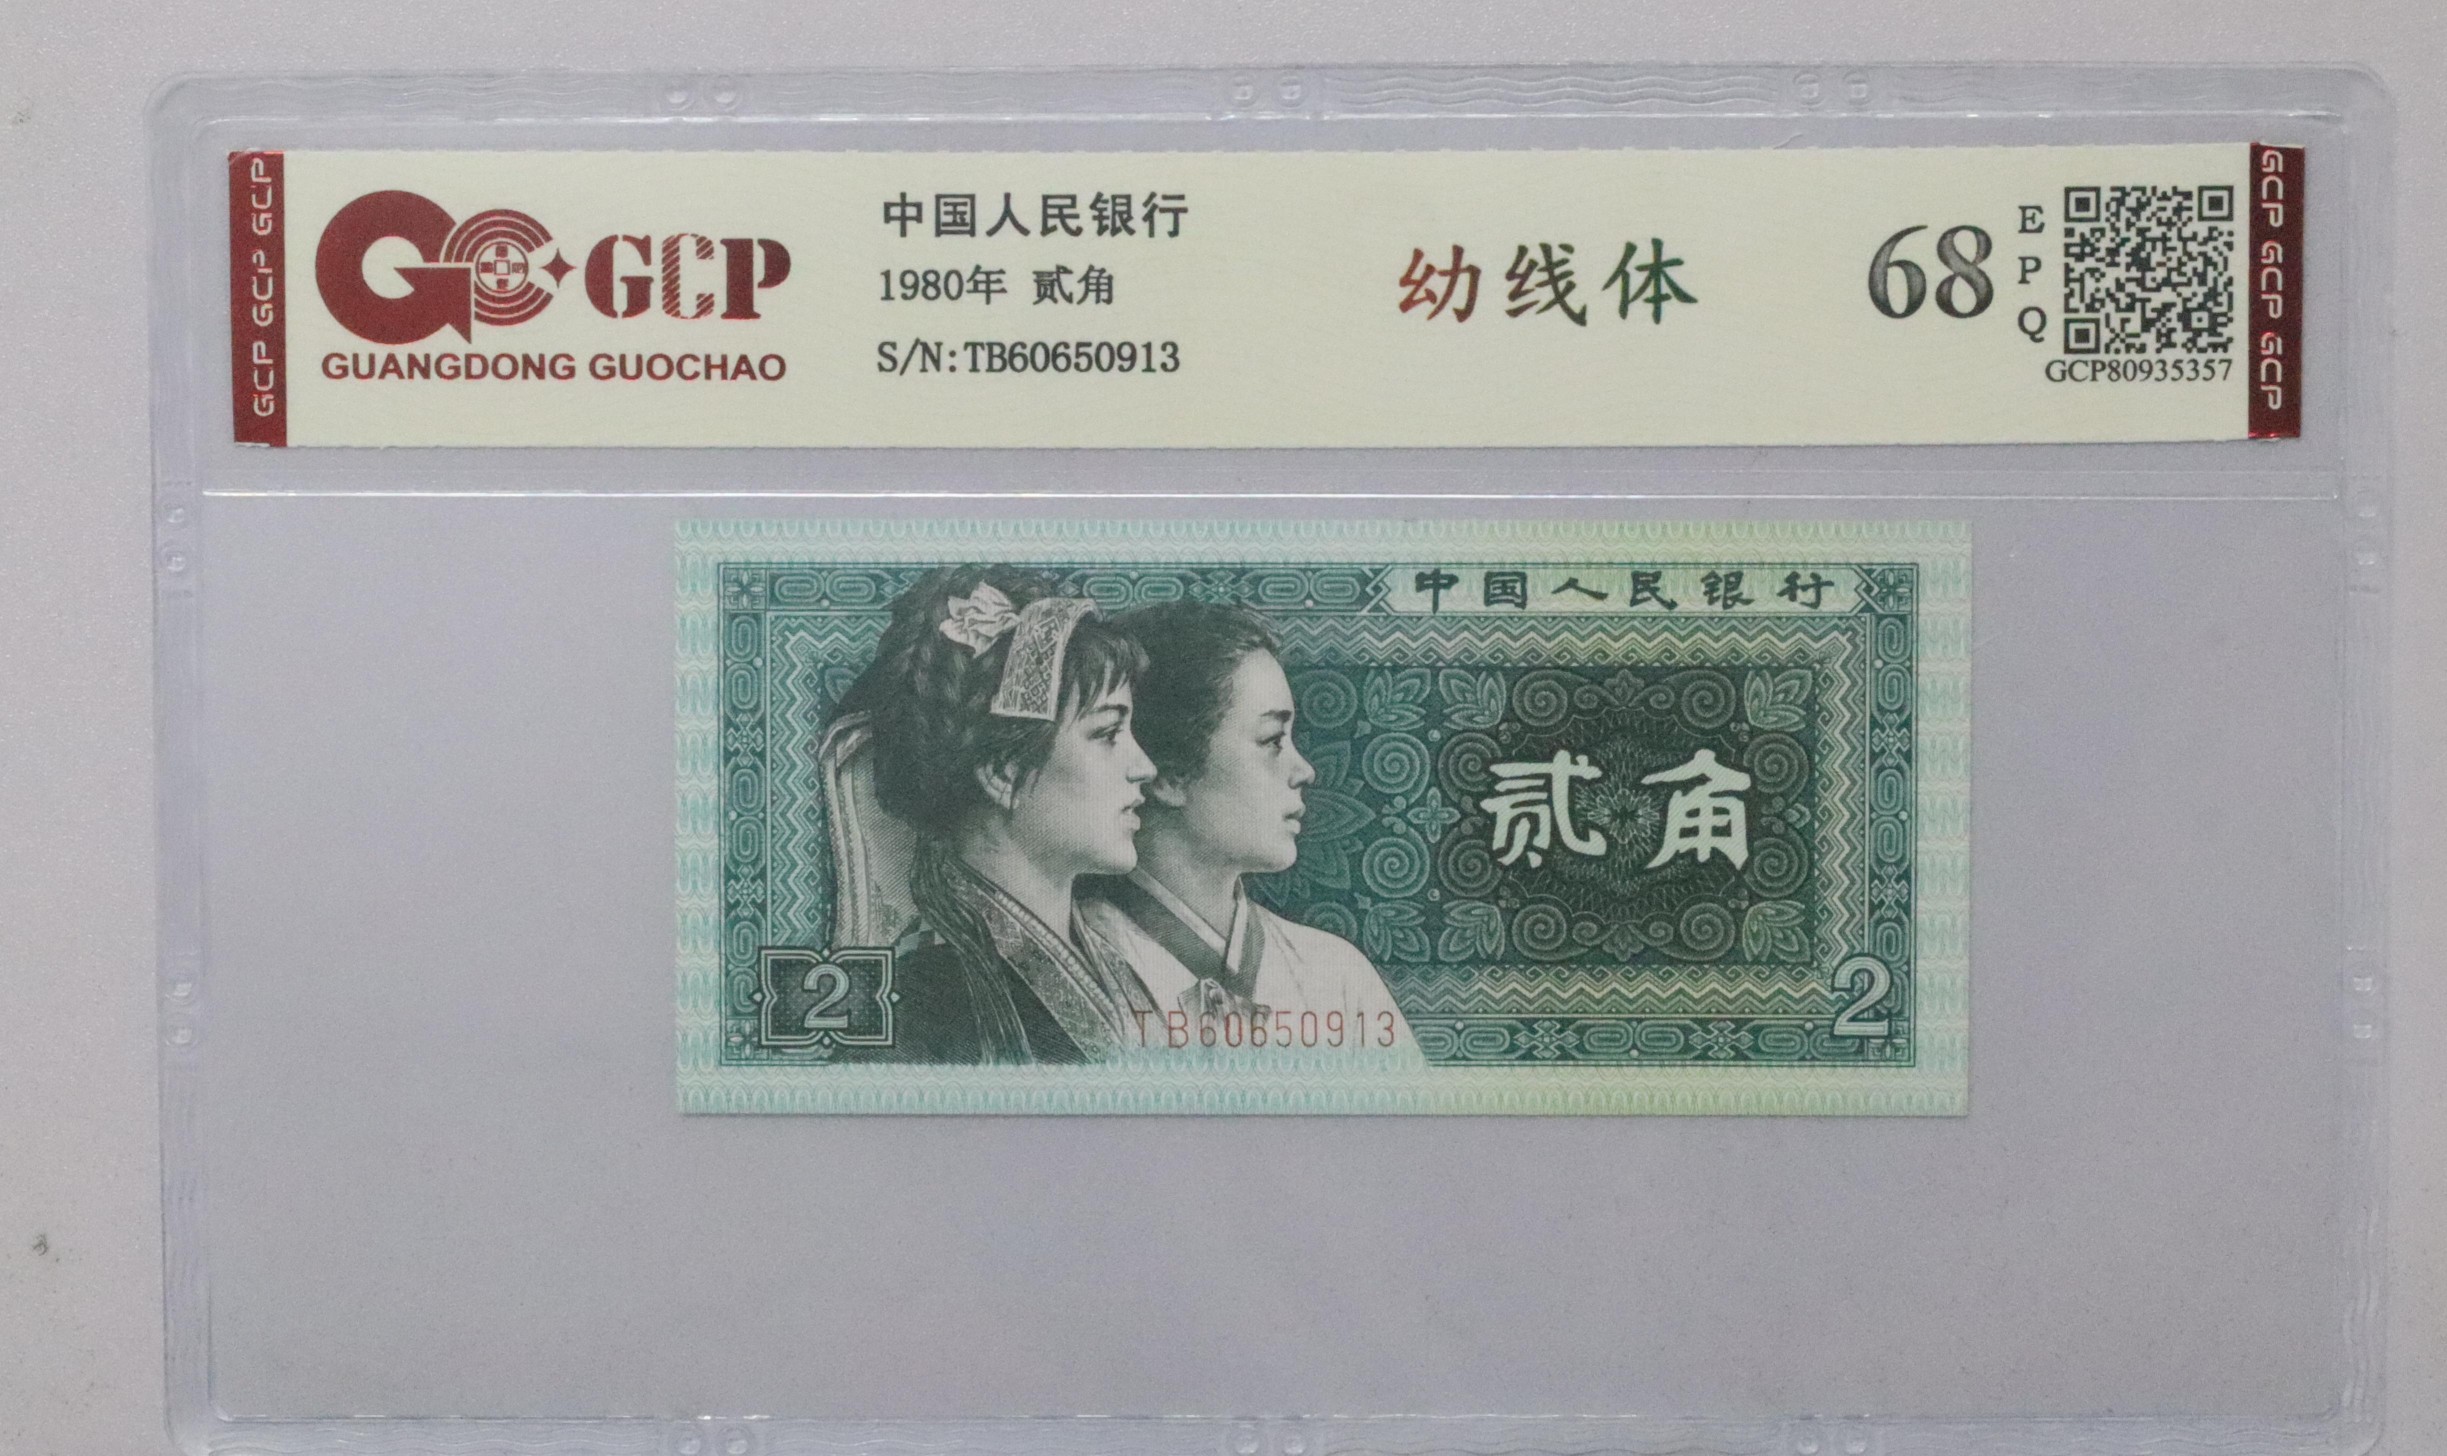 GCP GCP GCP
GCP
GUANGDONG GUOCHAO
中国人民银行
1980年 贰角
S/N:TB60650913
幼线体
68
E
P
Q
GCP80935357
GCP GCP GCP
中国人民银行
贰角
2
TB60650913
2